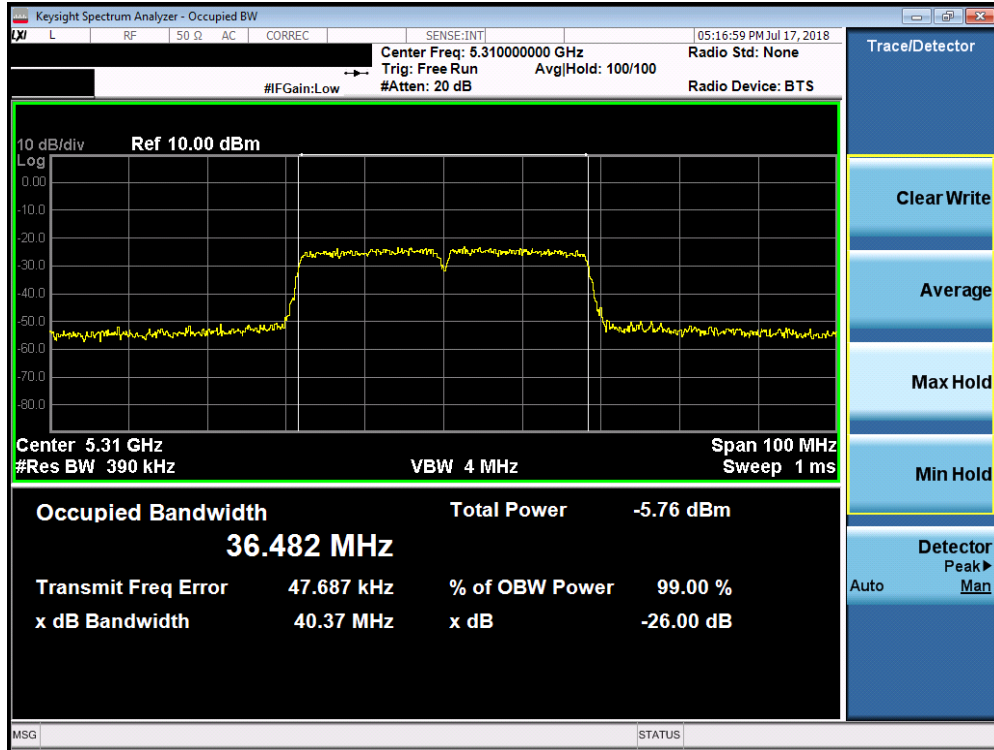 Keysight Spectrum Analyzer - Occupied BW
LXI L RF 50 Ω AC CORREC SENSE:INT 05:16:59 PM Jul 17, 2018
Center Freq: 5.310000000 GHz Radio Std: None
Trig: Free Run Avg|Hold: 100/100
#IFGain:Low #Atten: 20 dB Radio Device: BTS
Trace/Detector
10 dB/div Ref 10.00 dBm
Log
0.00
-10.0
-20.0
-30.0
-40.0
-50.0
-60.0
-70.0
-80.0
Center 5.31 GHz Span 100 MHz
#Res BW 390 kHz VBW 4 MHz Sweep 1 ms
Clear Write
Average
Max Hold
Min Hold
Detector
Peak▶
Auto Man
Occupied Bandwidth Total Power -5.76 dBm
36.482 MHz
Transmit Freq Error 47.687 kHz % of OBW Power 99.00 %
x dB Bandwidth 40.37 MHz x dB -26.00 dB
MSG STATUS